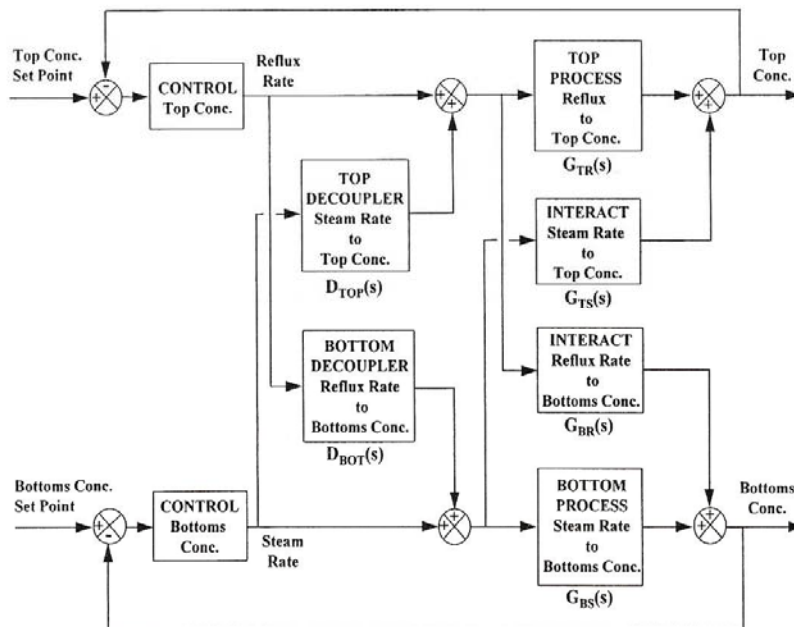 Top Conc.
Set Point
+
-
CONTROL
Top Conc.
Reflux
Rate
+
+
TOP
PROCESS
Reflux
to
Top Conc.
G_TR(s)
+
+
Top
Conc.
TOP
DECOUPLER
Steam Rate
to
Top Conc.
D_TOP(s)
INTERACT
Steam Rate
to
Top Conc.
G_TS(s)
BOTTOM
DECOUPLER
Reflux Rate
to
Bottoms Conc.
D_BOT(s)
INTERACT
Reflux Rate
to
Bottoms Conc.
G_BR(s)
Bottoms Conc.
Set Point
+
-
CONTROL
Bottoms
Conc.
Steam
Rate
+
+
BOTTOM
PROCESS
Steam Rate
to
Bottoms Conc.
G_BS(s)
+
+
Bottoms
Conc.